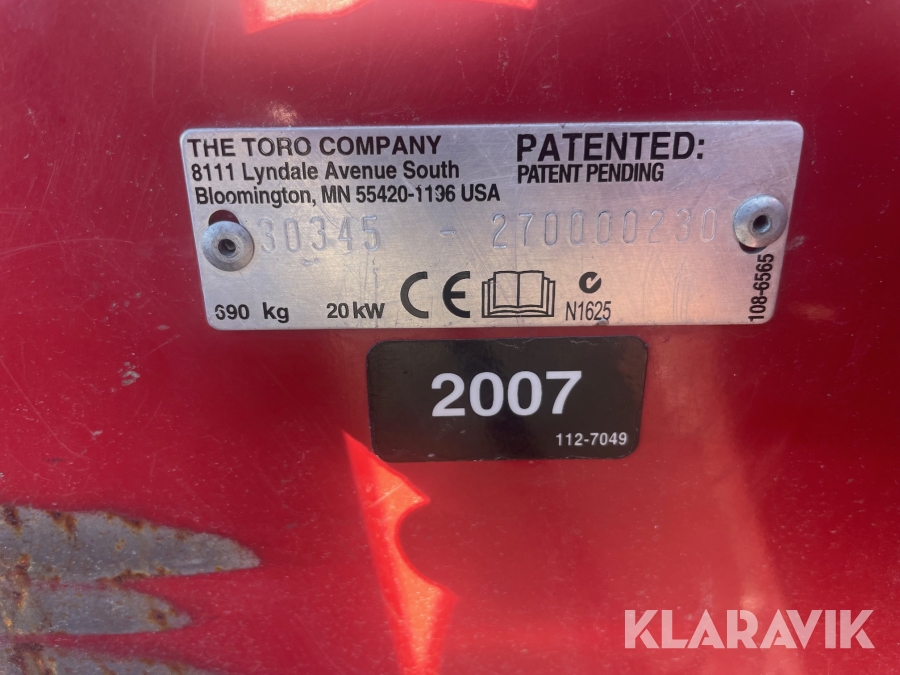 THE TORO COMPANY
8111 Lyndale Avenue South
Bloomington, MN 55420-1196 USA
PATENTED:
PATENT PENDING
30345 - 270000230
690 kg 20 kW CE N1625
108-6565
2007
112-7049
KLARAVIK